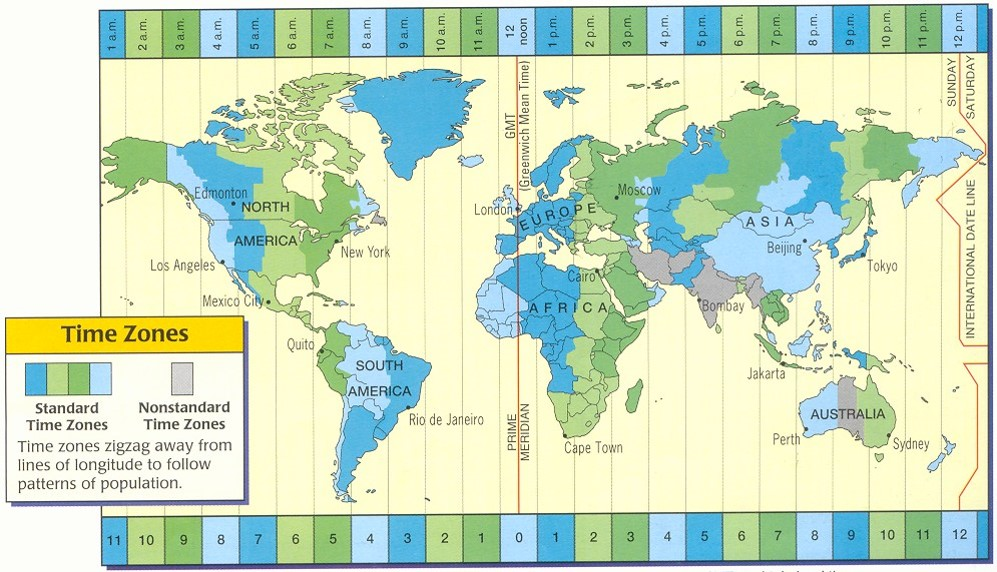 1 a.m. 2 a.m. 3 a.m. 4 a.m. 5 a.m. 6 a.m. 7 a.m. 8 a.m. 9 a.m. 10 a.m. 11 a.m. 12 noon 1 p.m. 2 p.m. 3 p.m. 4 p.m. 5 p.m. 6 p.m. 7 p.m. 8 p.m. 9 p.m. 10 p.m. 11 p.m. 12 p.m.
GMT
(Greenwich Mean Time)
SUNDAY
SATURDAY
INTERNATIONAL DATE LINE
PRIME
MERIDIAN
Edmonton
NORTH
AMERICA
Los Angeles
New York
Mexico City
London
EUROPE
Moscow
ASIA
Beijing
Tokyo
Cairo
AFRICA
Bombay
Quito
SOUTH
AMERICA
Rio de Janeiro
Cape Town
Jakarta
AUSTRALIA
Perth
Sydney
Time Zones
Standard
Time Zones
Nonstandard
Time Zones
Time zones zigzag away from
lines of longitude to follow
patterns of population.
11 10 9 8 7 6 5 4 3 2 1 0 1 2 3 4 5 6 7 8 9 10 11 12